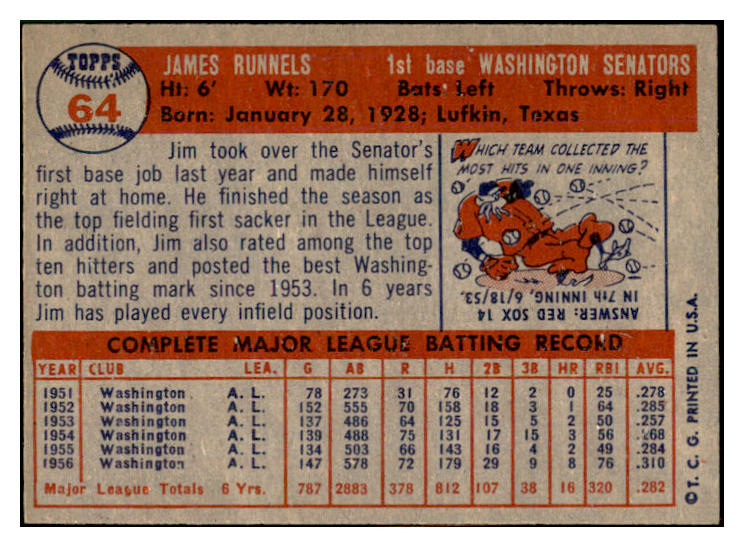 TOPPS
64
JAMES RUNNELS 1st base WASHINGTON SENATORS
Ht: 6' Wt: 170 Bats: Left Throws: Right
Born: January 28, 1928; Lufkin, Texas
Jim took over the Senator's
first base job last year and made himself
right at home. He finished the season as
the top fielding first sacker in the League.
In addition, Jim also rated among the top
ten hitters and posted the best Washing-
ton batting mark since 1953. In 6 years
Jim has played every infield position.
WHICH TEAM COLLECTED THE
MOST HITS IN ONE INNING?
ANSWER: RED SOX 14
IN 7th INNING, 6/18/53.
COMPLETE MAJOR LEAGUE BATTING RECORD
YEAR CLUB LEA. G AB R H 2B 3B HR RBI AVG.
1951 Washington A. L. 78 273 31 76 12 2 0 25 .278
1952 Washington A. L. 152 555 70 158 18 3 1 64 .285
1953 Washington A. L. 137 486 64 125 15 5 2 50 .257
1954 Washington A. L. 139 488 75 131 17 15 3 56 .268
1955 Washington A. L. 134 503 66 143 16 4 2 49 .284
1956 Washington A. L. 147 578 72 179 29 9 8 76 .310
Major League Totals 6 Yrs. 787 2883 378 812 107 38 16 320 .282
© T. C. G. PRINTED IN U.S.A.